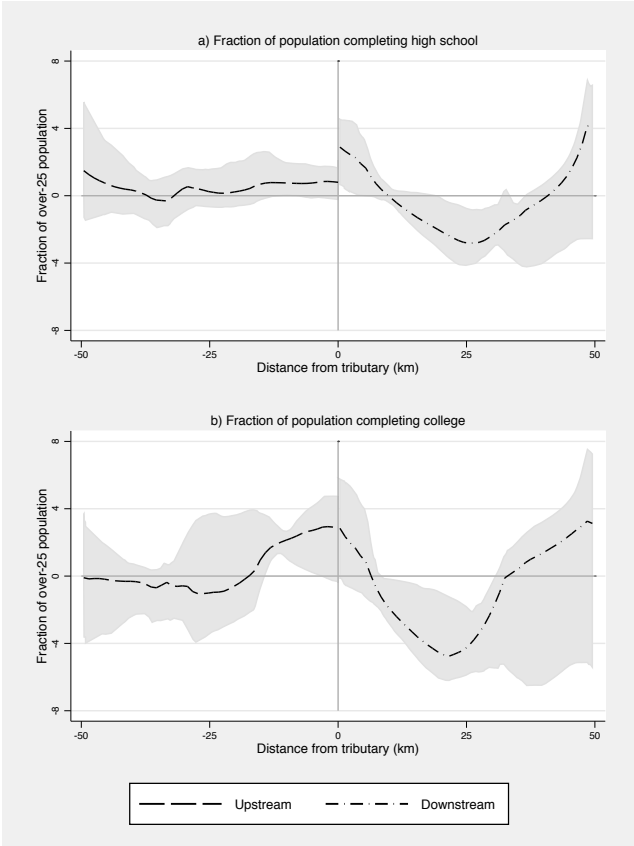 a) Fraction of population completing high school
Fraction of over-25 population
8
4
0
-4
-8
-50
-25
0
25
50
Distance from tributary (km)
b) Fraction of population completing college
Fraction of over-25 population
8
4
0
-4
-8
-50
-25
0
25
50
Distance from tributary (km)
Upstream
Downstream